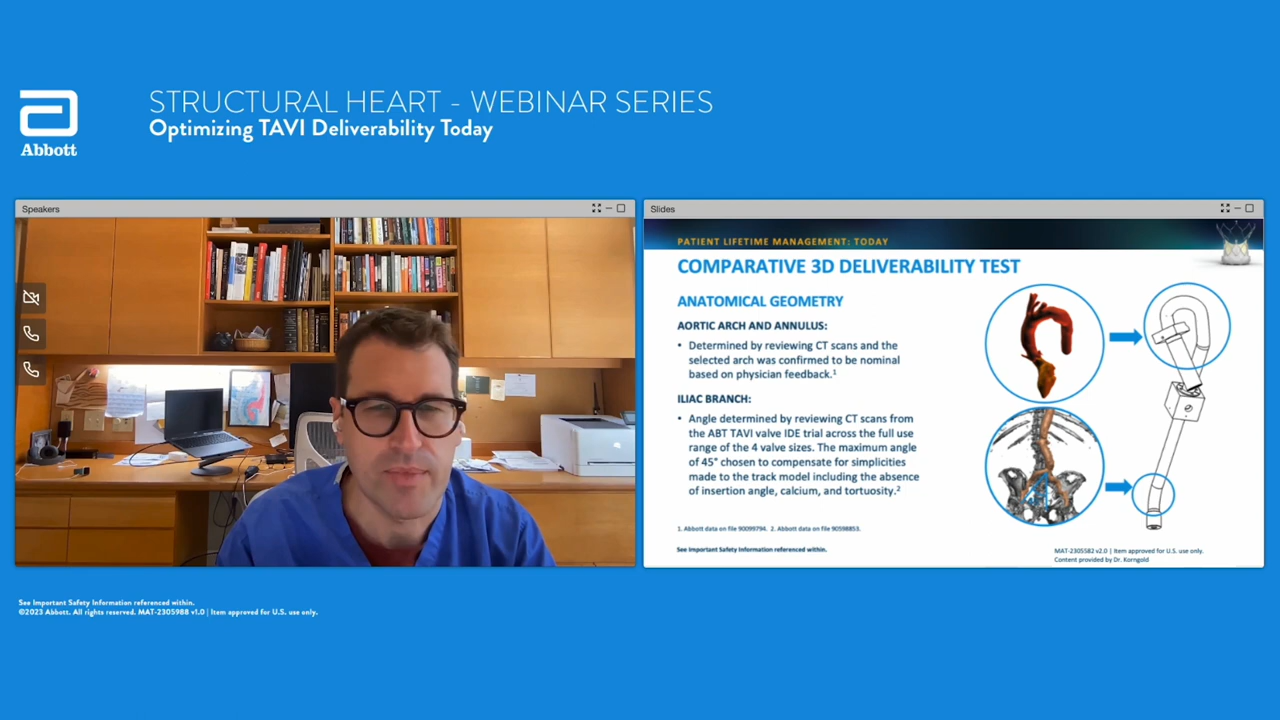 STRUCTURAL HEART - WEBINAR SERIES
Optimizing TAVI Deliverability Today
Abbott
Speakers
Slides
PATIENT LIFETIME MANAGEMENT: TODAY
COMPARATIVE 3D DELIVERABILITY TEST
ANATOMICAL GEOMETRY
AORTIC ARCH AND ANNULUS:
• Determined by reviewing CT scans and the
selected arch was confirmed to be nominal
based on physician feedback.1
ILIAC BRANCH:
• Angle determined by reviewing CT scans from
the ABT TAVI valve IDE trial across the full use
range of the 4 valve sizes. The maximum angle
of 45° chosen to compensate for simplicities
made to the track model including the absence
of insertion angle, calcium, and tortuosity.2
1. Abbott data on file 90099794. 2. Abbott data on file 90598853.
See Important Safety Information referenced within.
MAT-2305582 v2.0 | Item approved for U.S. use only.
Content provided by Dr. Korngold
See Important Safety Information referenced within.
©2023 Abbott. All rights reserved. MAT-2305988 v1.0 | Item approved for U.S. use only.